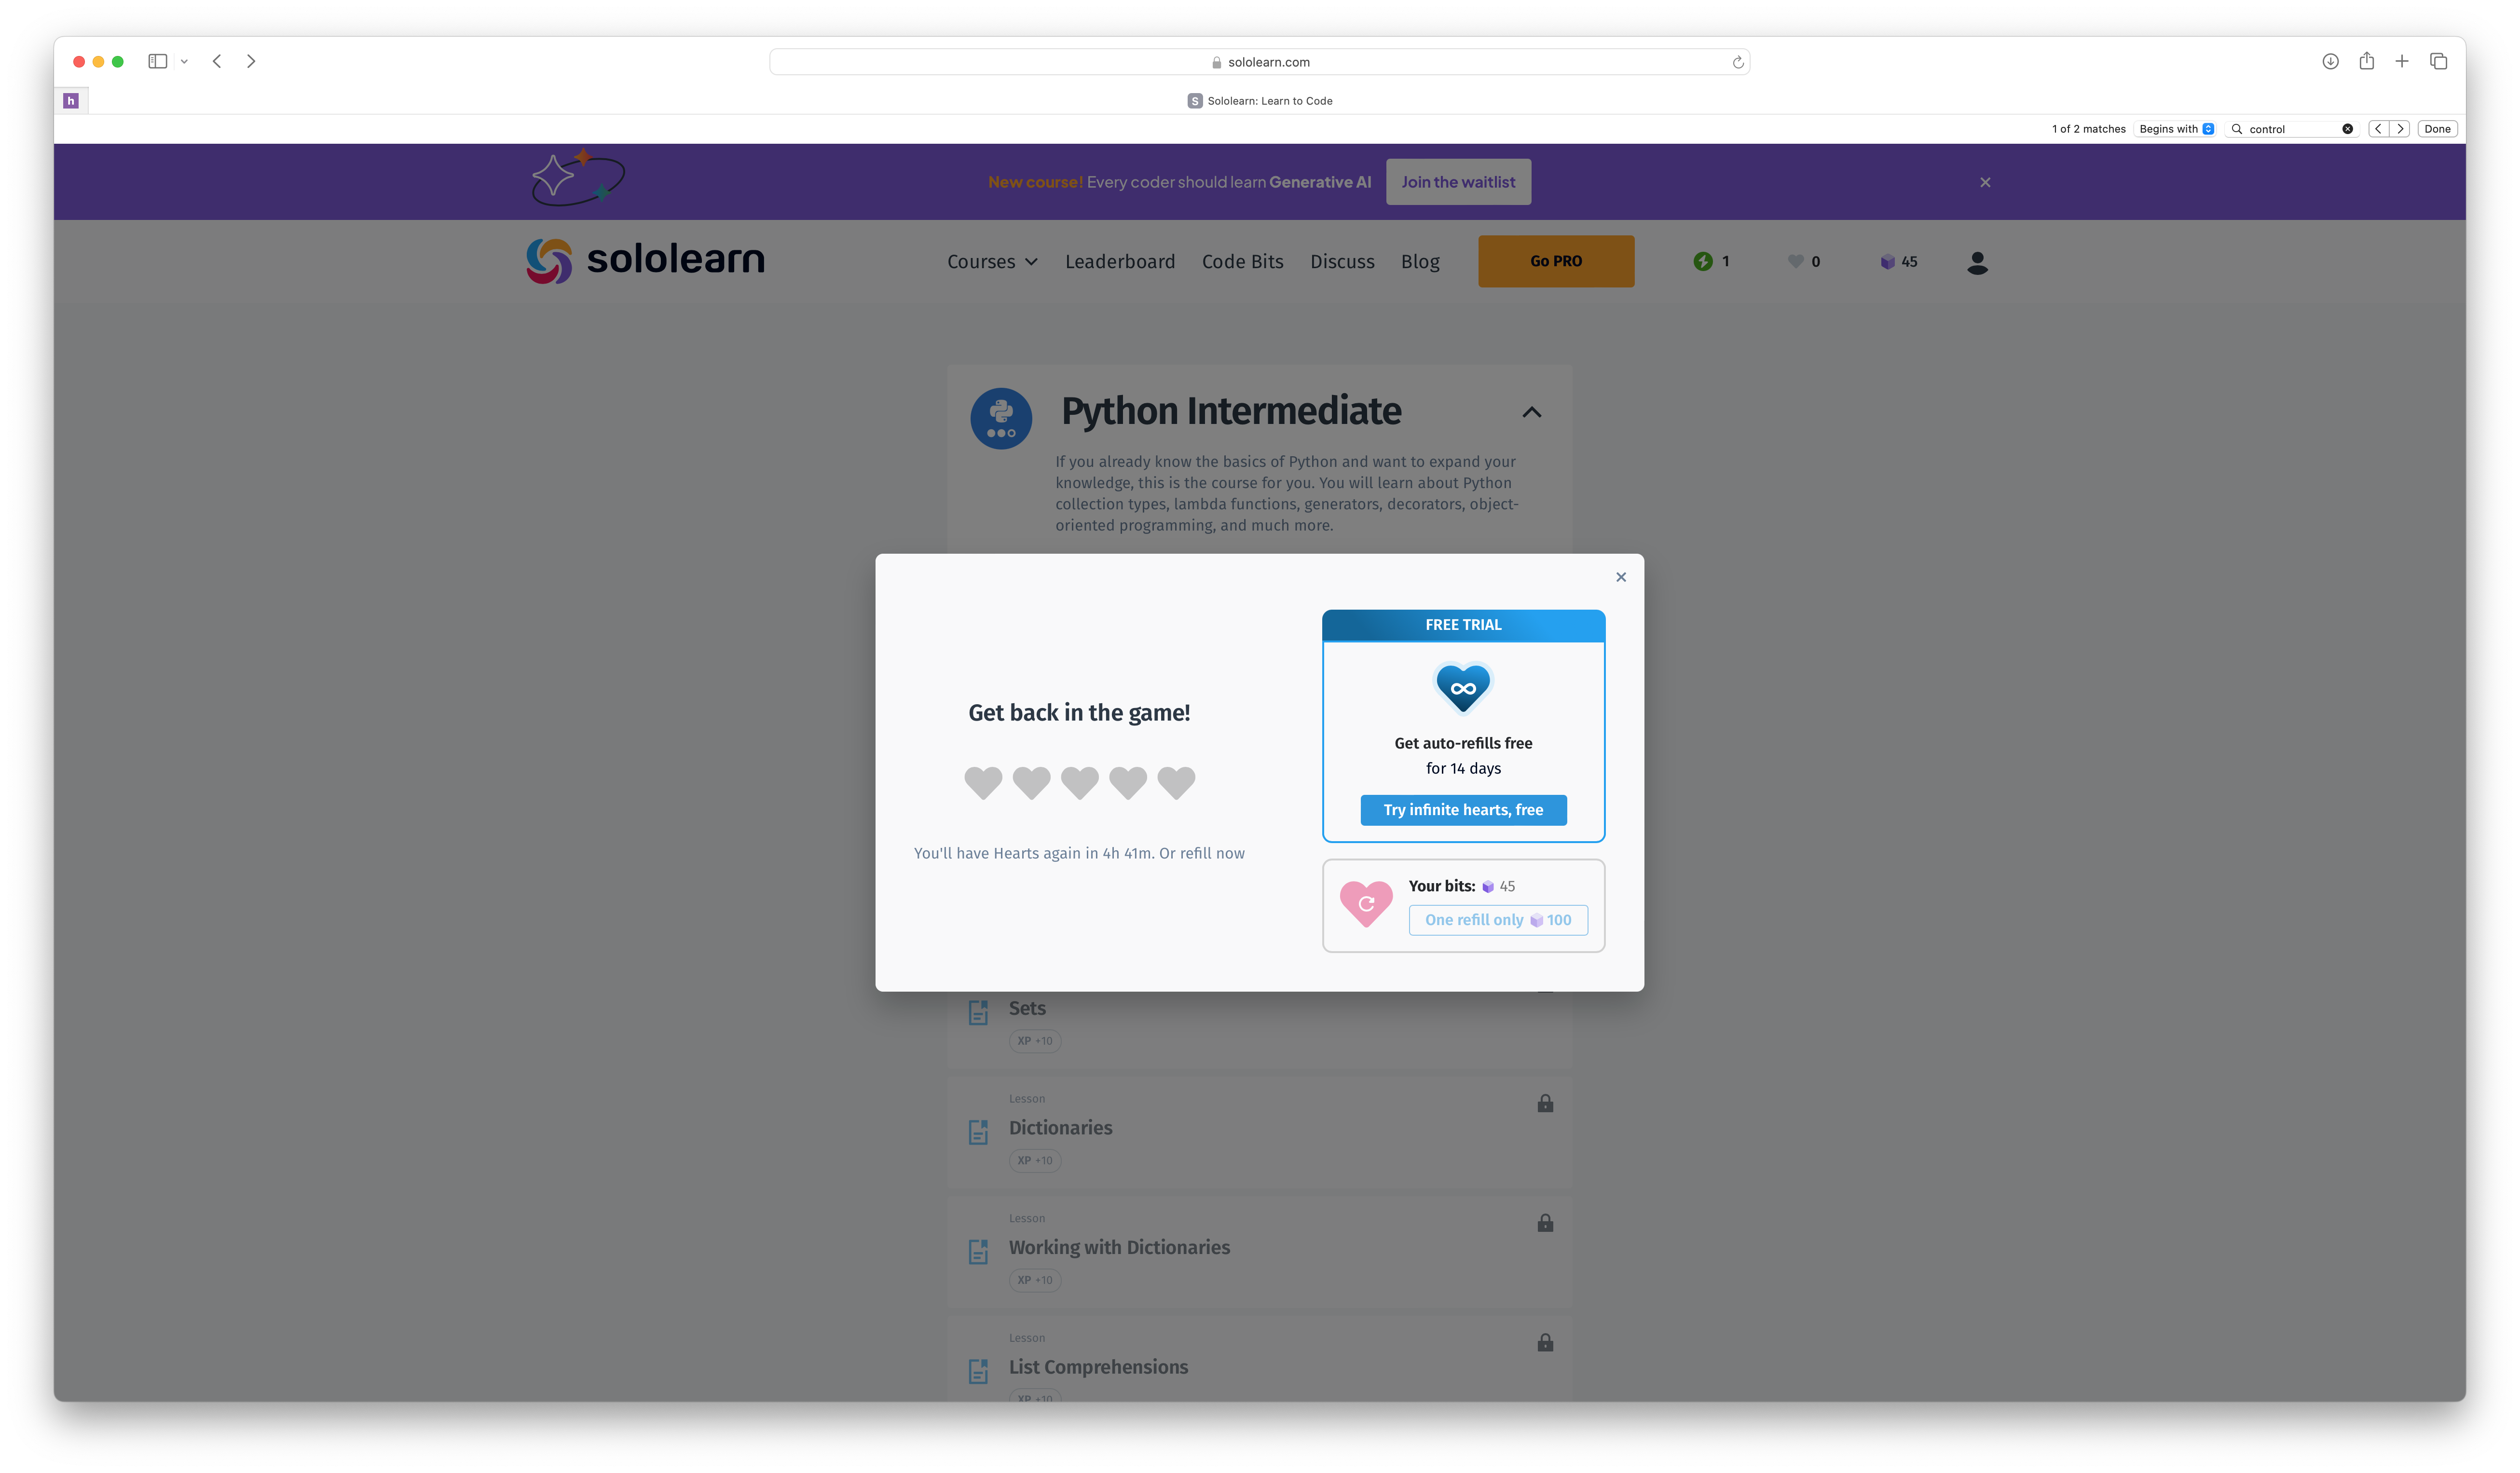 sololearn.com
h
S Sololearn: Learn to Code
1 of 2 matches Begins with control Done
New course! Every coder should learn Generative AI Join the waitlist
sololearn Courses Leaderboard Code Bits Discuss Blog Go PRO 1 0 45
Python Intermediate
If you already know the basics of Python and want to expand your
knowledge, this is the course for you. You will learn about Python
collection types, lambda functions, generators, decorators, object-
oriented programming, and much more.
Get back in the game!
You'll have Hearts again in 4h 41m. Or refill now
FREE TRIAL
Get auto-refills free
for 14 days
Try infinite hearts, free
Your bits: 45
One refill only 100
Sets
XP +10
Lesson
Dictionaries
XP +10
Lesson
Working with Dictionaries
XP +10
Lesson
List Comprehensions
XP +10